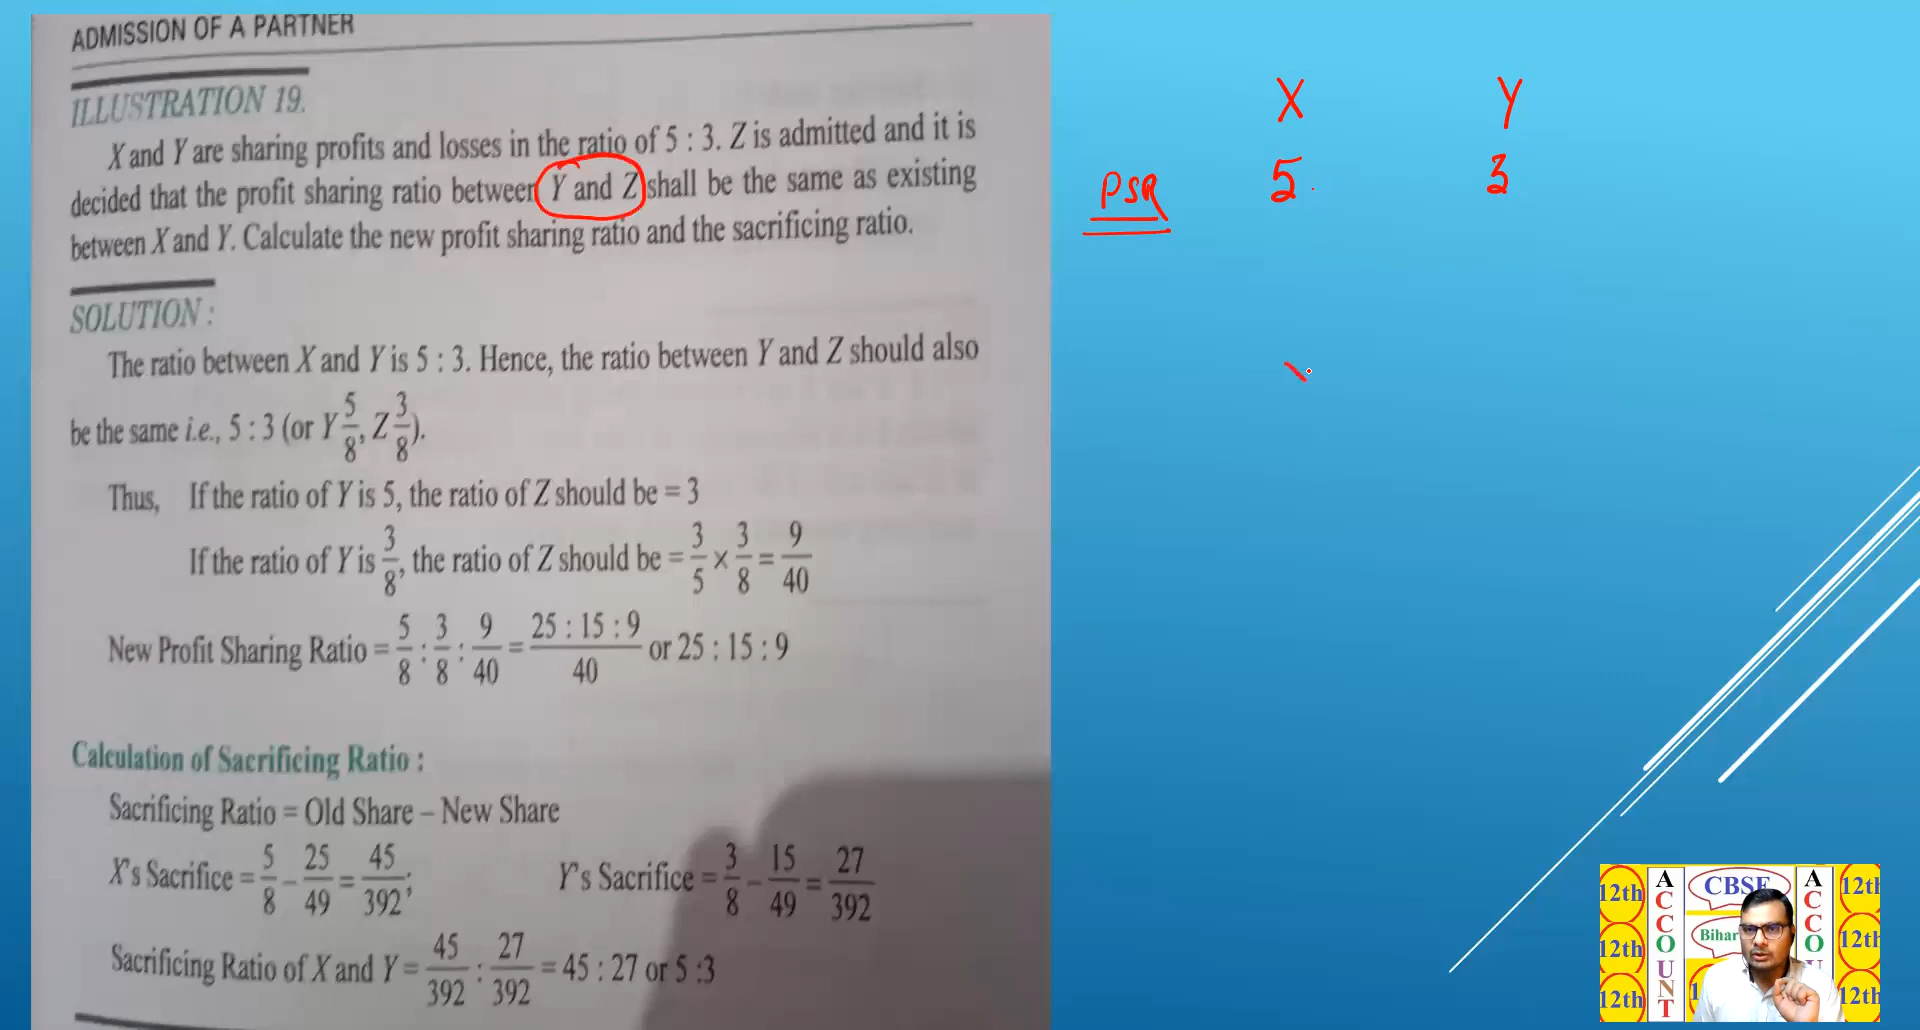 ADMISSION OF A PARTNER
ILLUSTRATION 19.
X and Y are sharing profits and losses in the ratio of 5 : 3. Z is admitted and it is
decided that the profit sharing ratio between Y and Z shall be the same as existing
between X and Y. Calculate the new profit sharing ratio and the sacrificing ratio.
SOLUTION :
The ratio between X and Y is 5 : 3. Hence, the ratio between Y and Z should also
be the same i.e., 5 : 3 (or Y 5/8, Z 3/8).
Thus, If the ratio of Y is 5, the ratio of Z should be = 3
If the ratio of Y is 3/8, the ratio of Z should be = 3/5 × 3/8 = 9/40
New Profit Sharing Ratio = 5/8 : 3/8 : 9/40 = 25 : 15 : 9/40 or 25 : 15 : 9
Calculation of Sacrificing Ratio :
Sacrificing Ratio = Old Share – New Share
X's Sacrifice = 5/8 – 25/49 = 45/392; Y's Sacrifice = 3/8 – 15/49 = 27/392
Sacrificing Ratio of X and Y = 45/392 : 27/392 = 45 : 27 or 5 :3
X Y
PSR 5 3
12th ACCOUNT CBSE ACCOUNT 12th
12th Bihar 12th
12th 12th